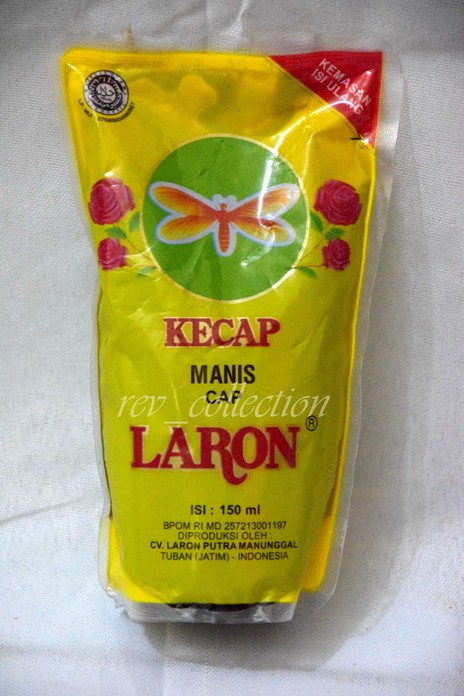 KEMASAN
ISI ULANG
KECAP
MANIS
CAP
rev_collection
LARON®
ISI : 150 ml
BPOM RI MD 257213001197
DIPRODUKSI OLEH :
CV. LARON PUTRA MANUNGGAL
TUBAN (JATIM) - INDONESIA